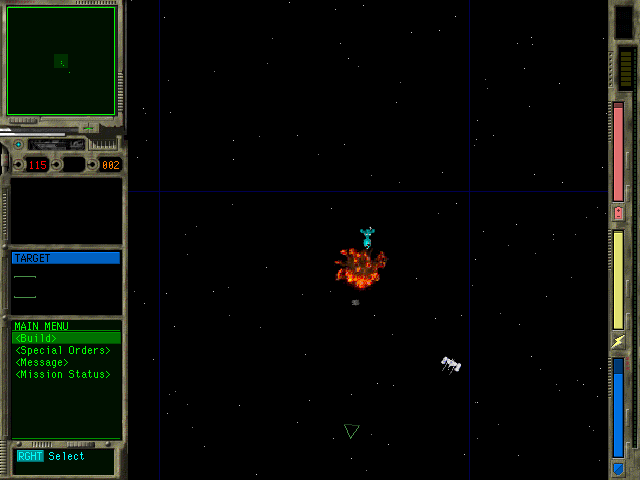 115
002
TARGET
MAIN MENU
<Build>
<Special Orders>
<Message>
<Mission Status>
RGHT Select